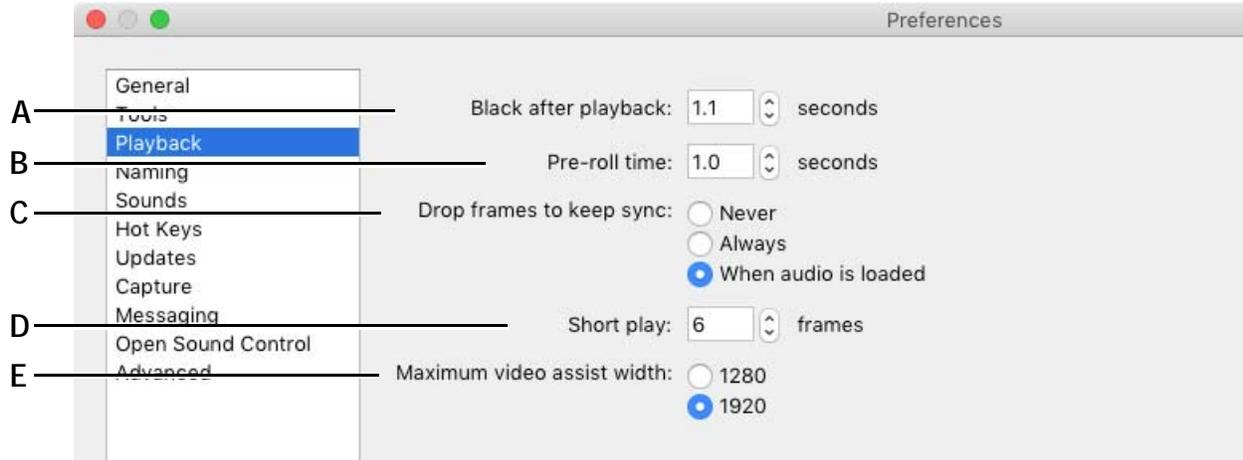 Preferences
General
A
Tools
Black after playback: 1.1 seconds
Playback
B
Pre-roll time: 1.0 seconds
Naming
Sounds
C
Drop frames to keep sync: Never
Hot Keys
Always
Updates
When audio is loaded
Capture
Messaging
D
Short play: 6 frames
Open Sound Control
E
Advanced
Maximum video assist width: 1280
1920